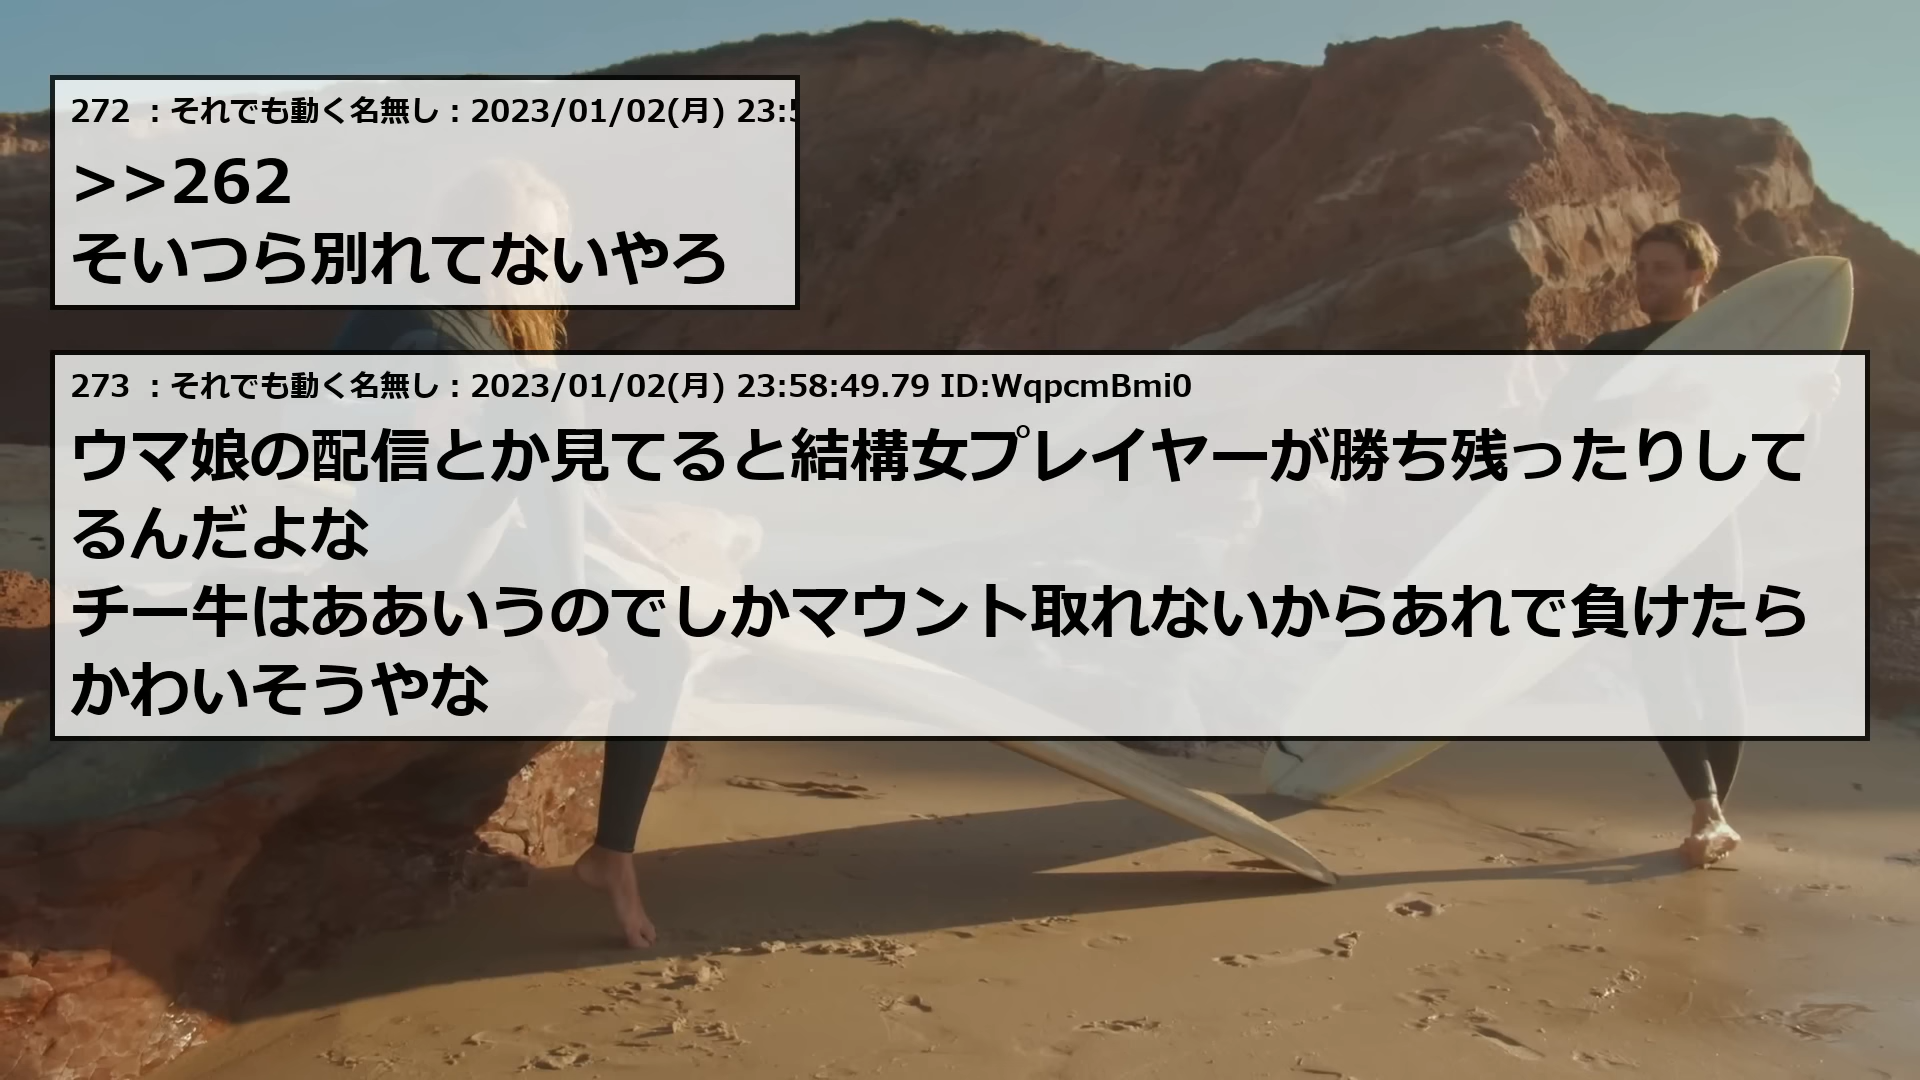 272 ：それでも動く名無し：2023/01/02(月) 23:
>>262
そいつら別れてないやろ
273 ：それでも動く名無し：2023/01/02(月) 23:58:49.79 ID:WqpcmBmi0
ウマ娘の配信とか見てると結構女プレイヤーが勝ち残ったりして
るんだよな
チー牛はああいうのでしかマウント取れないからあれで負けたら
かわいそうやな